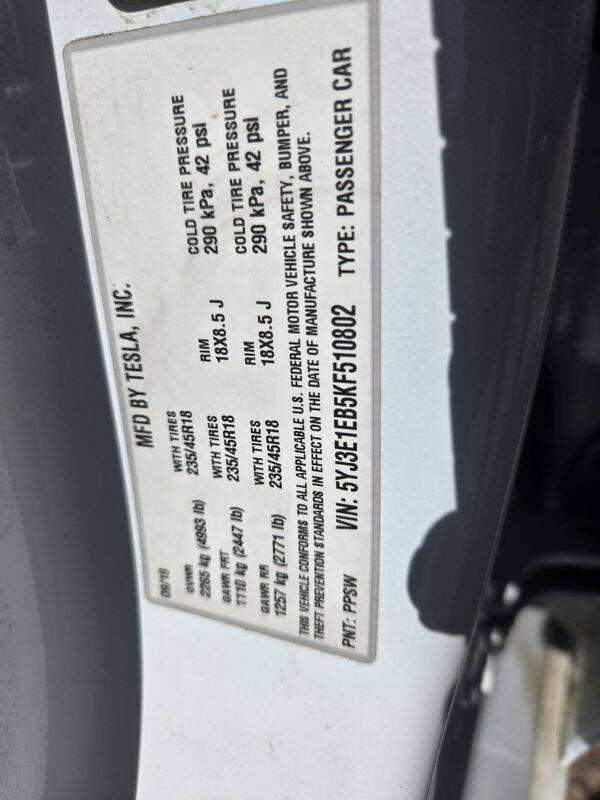 MFD BY TESLA, INC.
09/19
GVWR WITH TIRES RIM COLD TIRE PRESSURE
2265 kg (4993 lb) 235/45R18 18X8.5 J 290 kPa, 42 psi
GAWR FRT WITH TIRES RIM COLD TIRE PRESSURE
1110 kg (2447 lb) 235/45R18 18X8.5 J 290 kPa, 42 psi
GAWR RR WITH TIRES
1257 kg (2771 lb) 235/45R18
THIS VEHICLE CONFORMS TO ALL APPLICABLE U.S. FEDERAL MOTOR VEHICLE SAFETY, BUMPER, AND
THEFT PREVENTION STANDARDS IN EFFECT ON THE DATE OF MANUFACTURE SHOWN ABOVE.
PNT: PPSW VIN: 5YJ3E1EB5KF510802 TYPE: PASSENGER CAR